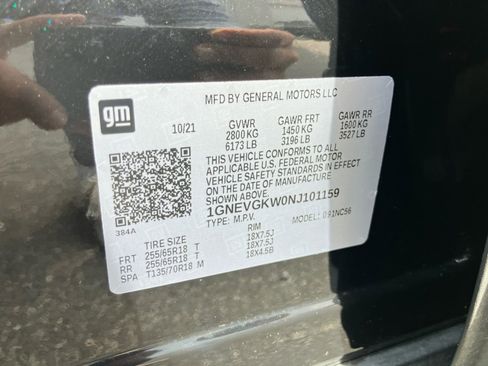 gm
MFD BY GENERAL MOTORS LLC
10/21 GVWR GAWR FRT GAWR RR
2800 KG 1450 KG 1600 KG
6173 LB 3196 LB 3527 LB
THIS VEHICLE CONFORMS TO ALL
APPLICABLE U.S. FEDERAL MOTOR
VEHICLE SAFETY STANDARDS
IN EFFECT ON THE DATE OF MANUFACTURE
SHOWN ABOVE.
1GNEVGKW0NJ101159
TYPE: M.P.V. MODEL:
384A
TIRE SIZE RIM
FRT 255/65R18 T 18X7.5J
RR 255/65R18 T 18X7.5J
SPA T135/70R18 M 18X4.5B